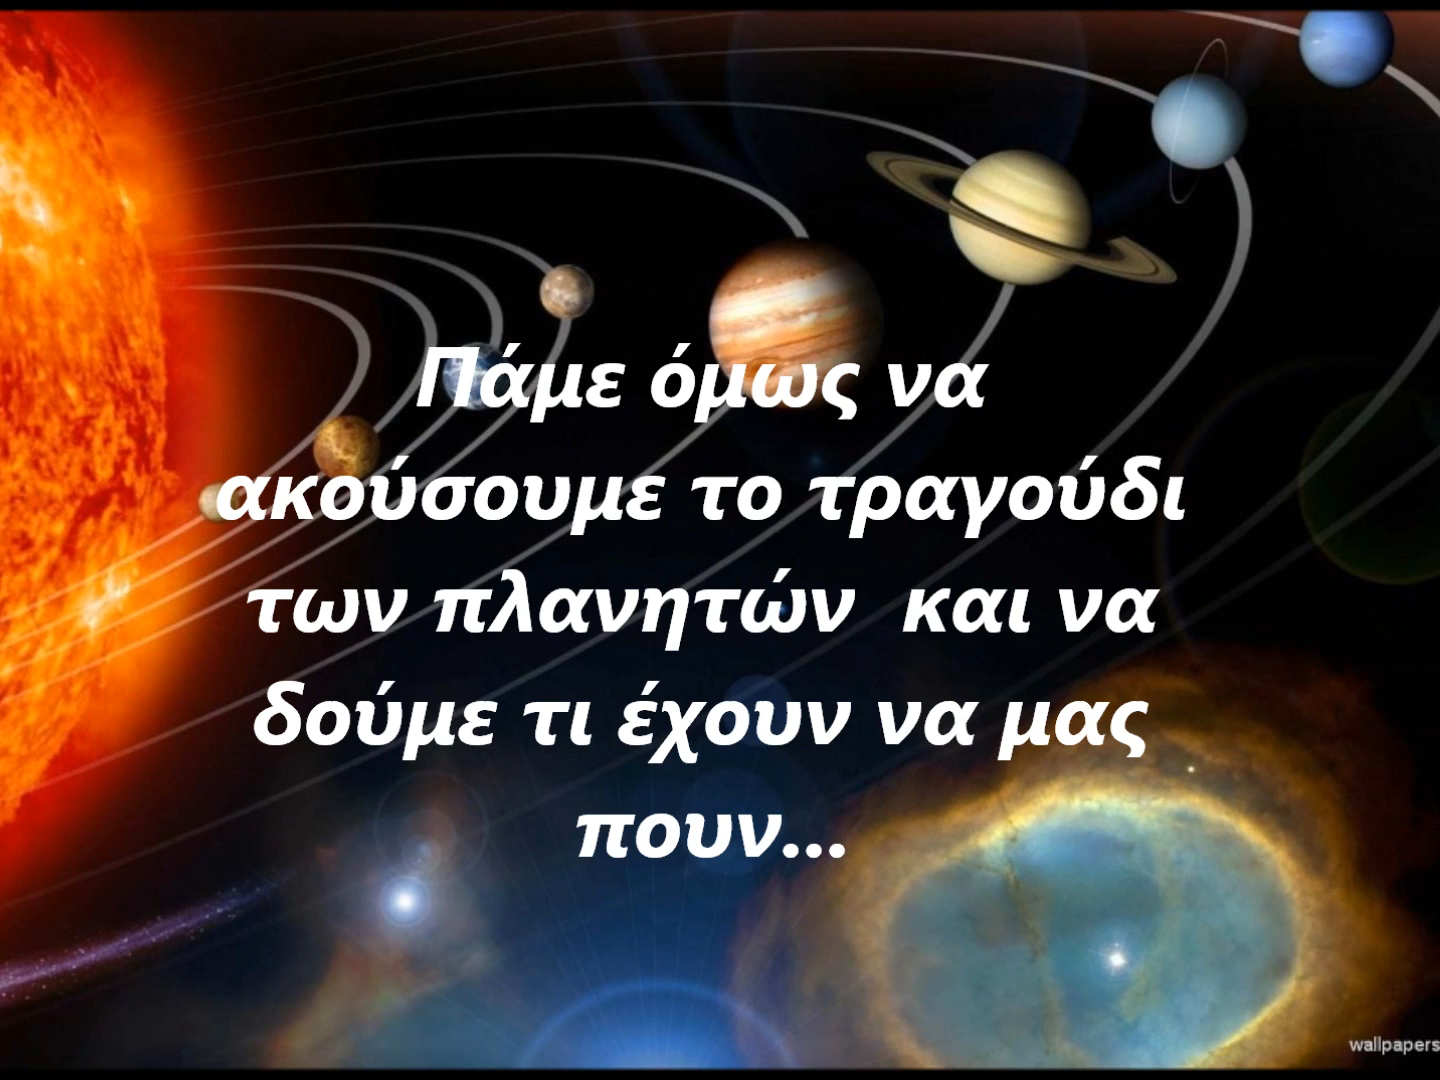 Πάμε όμως να
ακούσουμε το τραγούδι
των πλανητών και να
δούμε τι έχουν να μας
πουν...
wallpapers